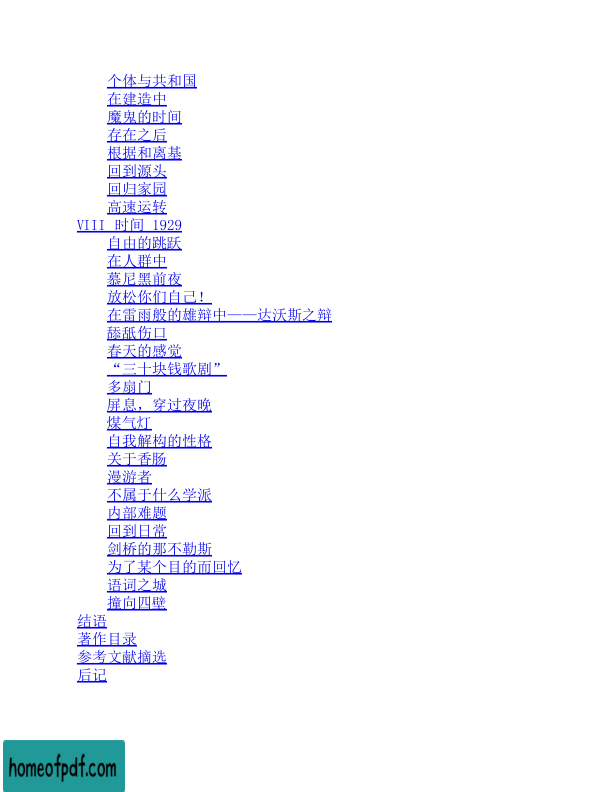 个体与共和国
在建造中
魔鬼的时间
存在之后
根据和离基
回到源头
回归家园
高速运转
VIII 时间 1929
自由的跳跃
在人群中
慕尼黑前夜
放松你们自己！
在雷雨般的雄辩中——达沃斯之辩
舔舐伤口
春天的感觉
“三十块钱歌剧”
多扇门
屏息，穿过夜晚
煤气灯
自我解构的性格
关于香肠
漫游者
不属于什么学派
内部难题
回到日常
剑桥的那不勒斯
为了某个目的而回忆
语词之城
撞向四壁
结语
著作目录
参考文献摘选
后记
homeofpdf.com